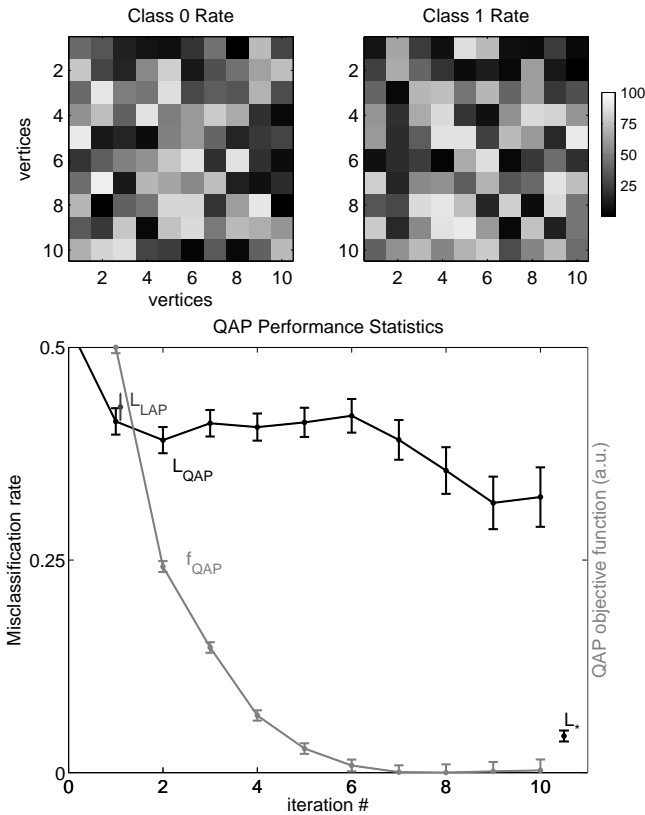 Class 0 Rate
Class 1 Rate
vertices
2
4
6
8
10
2
4
6
8
10
vertices
2
4
6
8
10
2
4
6
8
10
100
75
50
25
QAP Performance Statistics
Misclassification rate
0.5
0.25
0
L_LAP
L_QAP
f_QAP
L_*
QAP objective function (a.u.)
0
2
4
6
8
10
iteration #